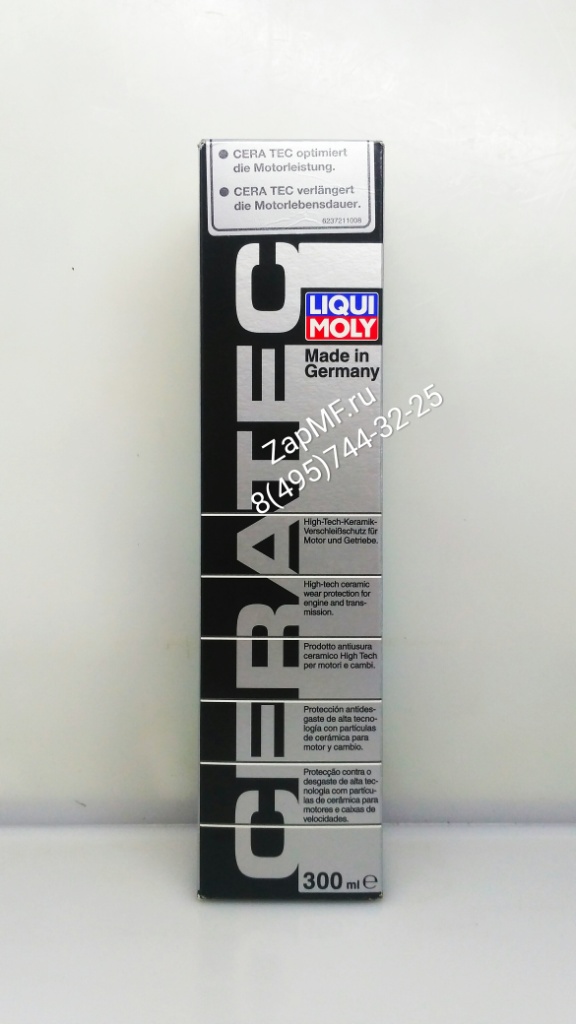 ● CERA TEC optimiert
die Motorleistung.
● CERA TEC verlängert
die Motorlebensdauer.
6237211008
CERATEC
LIQUI
MOLY
Made in
Germany
ZapMF.ru
8(495)744-32-25
High-Tech-Keramik-
Verschleißschutz für
Motor und Getriebe.
High-tech ceramic
wear protection for
engine and trans-
mission.
Prodotto antiusura
ceramico High Tech
per motori e cambi.
Protección antides-
gaste de alta tecno-
logía con partículas
de cerámica para
motor y cambio.
Protecção contra o
desgaste de alta tec-
nologia com partícu-
las de cerâmica para
motores e caixas de
velocidades.
300 ml ℮